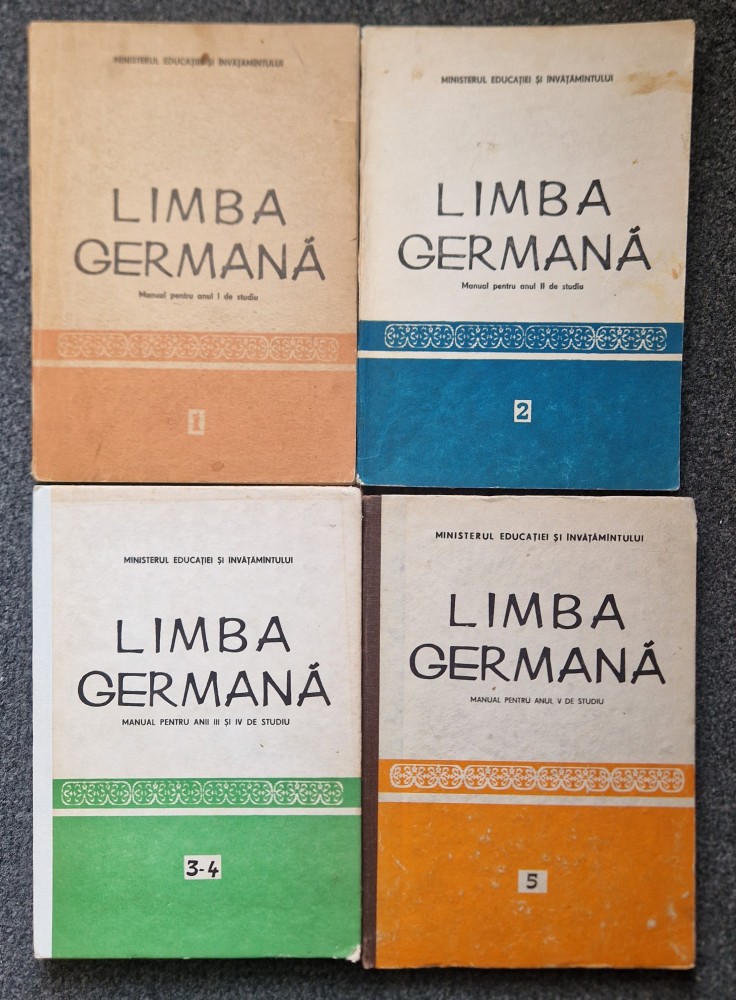 MINISTERUL EDUCAȚIEI ȘI ÎNVĂȚĂMÎNTULUI
LIMBA
GERMANĂ
Manual pentru anul I de studiu
1
MINISTERUL EDUCAȚIEI ȘI ÎNVĂȚĂMÎNTULUI
LIMBA
GERMANĂ
Manual pentru anul II de studiu
2
MINISTERUL EDUCAȚIEI ȘI ÎNVĂȚĂMÎNTULUI
LIMBA
GERMANĂ
MANUAL PENTRU ANII III ȘI IV DE STUDIU
3-4
MINISTERUL EDUCAȚIEI ȘI ÎNVĂȚĂMÎNTULUI
LIMBA
GERMANĂ
MANUAL PENTRU ANUL V DE STUDIU
5